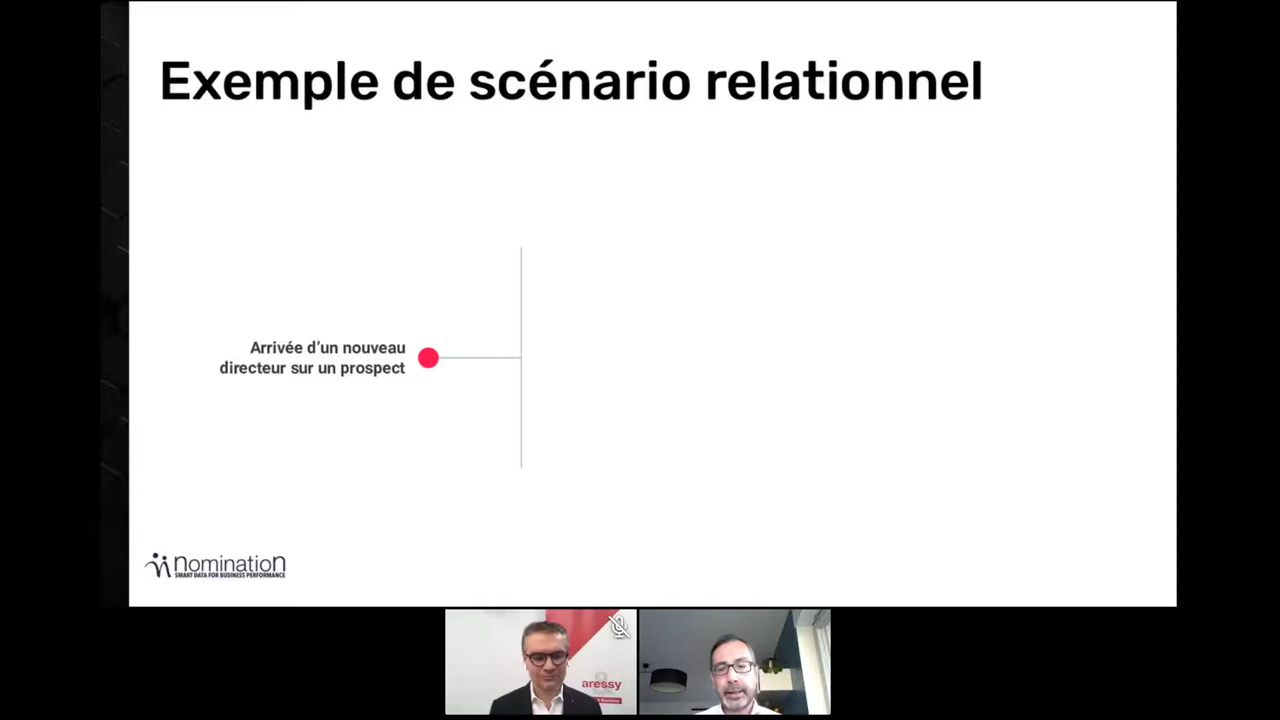 Exemple de scénario relationnel
Arrivée d'un nouveau
directeur sur un prospect
nomination
SMART DATA FOR BUSINESS PERFORMANCE
aressy